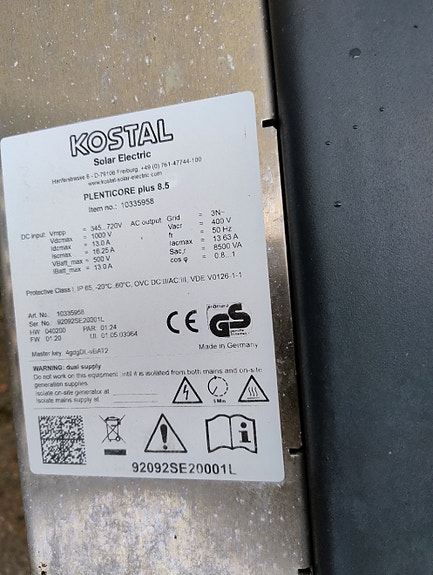 KOSTAL
Solar Electric
Hanferstrasse 6 - D-79108 Freiburg, +49 (0) 761-47744-100
www.kostal-solar-electric.com
PLENTICORE plus 8.5
Item no.: 10335958
DC input: Vmpp = 345...720V AC output: Grid = 3N~
Vdcmax = 1000 V Vacr = 400 V
Idcmax = 13.0 A fr = 50 Hz
Iscmax = 16.25 A Iacmax = 13.63 A
VBatt_max = 500 V Sac,r = 8500 VA
IBatt_max = 13.0 A cos φ = 0.8...1
Protective Class I, IP 65, -20°C..60°C, OVC DC:II/AC:III, VDE V0126-1-1
Art. No. 10335958
Ser. No. 92092SE20001L
HW 040200 PAR 01.24
FW 01.20 UI. 01.05.03064
CE
geprüfte Sicherheit
GS
Made in Germany
WARNING: dual supply
Do not work on this equipment until it is isolated from both mains and on-site
generation supplies.
Isolate on-site generator at
Isolate mains supply at
92092SE20001L